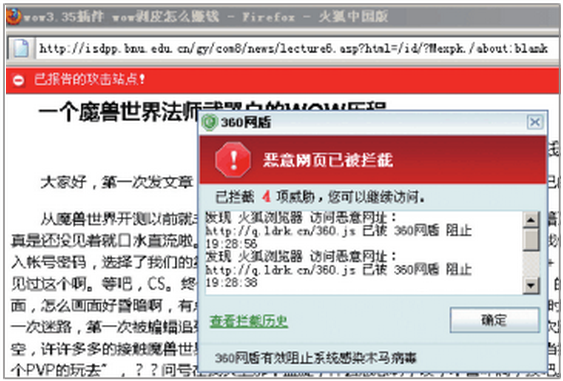 wow3.35插件 wow剥皮怎么赚钱 - Firefox - 火狐中国版
http://isdpp.bnu.edu.cn/gy/com8/news/lecture6.asp?html=/id/?Wexpk./about:blank
已报告的攻击站点!
一个魔兽世界法师武器白的WOW历程
360网盾
恶意网页已被拦截
大家好，第一次发文章
已拦截 4 项威胁，您可以继续访问。
发现 火狐浏览器 访问恶意网址：
http://q.ldrk.cn/360.js 已被 360网盾 阻止
19:28:56
发现 火狐浏览器 访问恶意网址：
http://q.ldrk.cn/360.js 已被 360网盾 阻止
19:28:38
从魔兽世界开测以前就
真是还没见着就口水直流啦。
入帐号密码，选择了我们的
见过这个啊。等吧，CS。终
面，怎么画面好昏暗啊，有
一次迷路，第一次被蝙蝠追
空，许许多多的接触魔兽世
个PVP的玩去”，？？问号
查看拦截历史
确定
360网盾有效阻止系统感染木马病毒